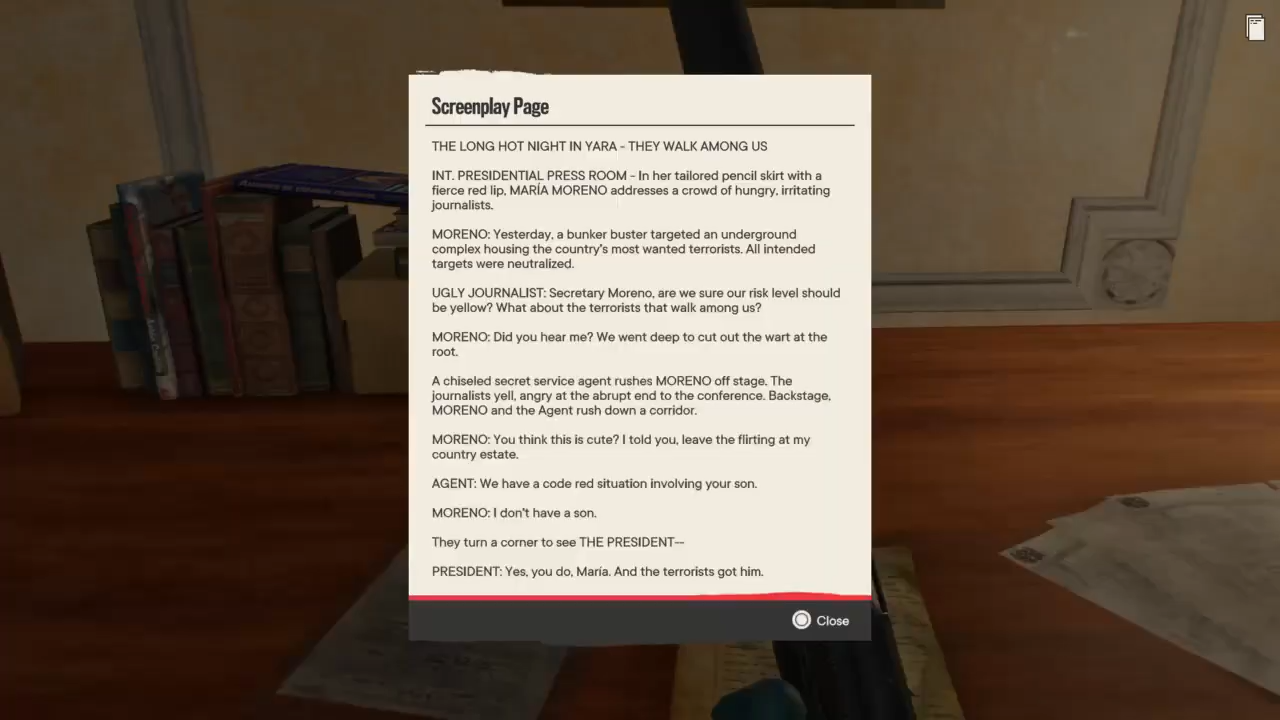 Screenplay Page
THE LONG HOT NIGHT IN YARA - THEY WALK AMONG US
INT. PRESIDENTIAL PRESS ROOM - In her tailored pencil skirt with a
fierce red lip, MARÍA MORENO addresses a crowd of hungry, irritating
journalists.
MORENO: Yesterday, a bunker buster targeted an underground
complex housing the country's most wanted terrorists. All intended
targets were neutralized.
UGLY JOURNALIST: Secretary Moreno, are we sure our risk level should
be yellow? What about the terrorists that walk among us?
MORENO: Did you hear me? We went deep to cut out the wart at the
root.
A chiseled secret service agent rushes MORENO off stage. The
journalists yell, angry at the abrupt end to the conference. Backstage,
MORENO and the Agent rush down a corridor.
MORENO: You think this is cute? I told you, leave the flirting at my
country estate.
AGENT: We have a code red situation involving your son.
MORENO: I don't have a son.
They turn a corner to see THE PRESIDENT--
PRESIDENT: Yes, you do, María. And the terrorists got him.
Close